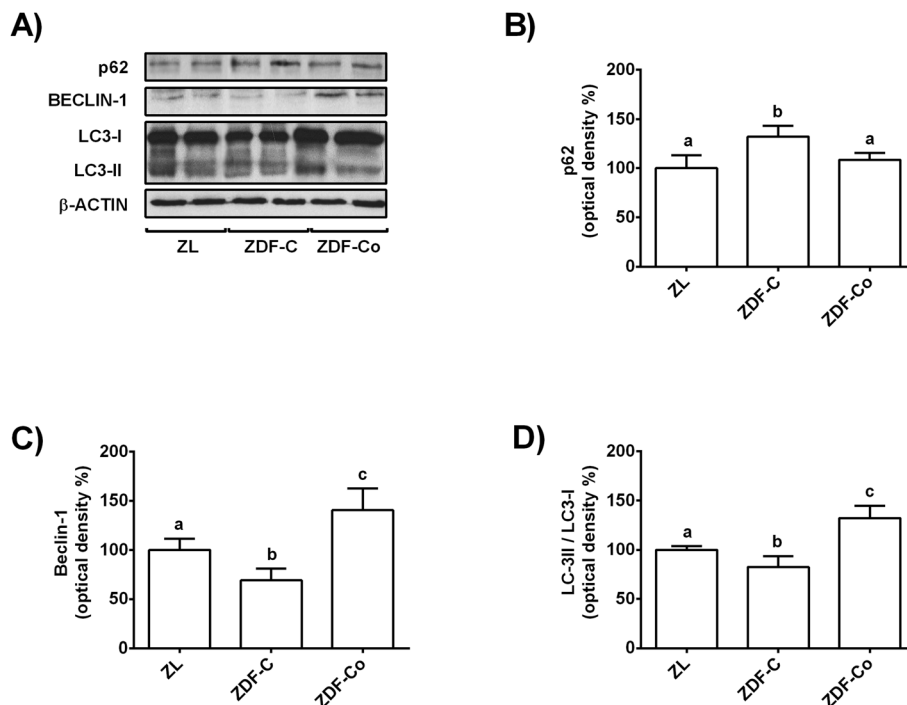 A)
p62
BECLIN-1
LC3-I
LC3-II
β-ACTIN
ZL ZDF-C ZDF-Co
B)
p62
(optical density %)
200
150
100
50
0
a
b
a
ZL
ZDF-C
ZDF-Co
C)
Beclin-1
(optical density %)
200
150
100
50
0
a
b
c
ZL
ZDF-C
ZDF-Co
D)
LC-3II / LC3-I
(optical density %)
200
150
100
50
0
a
b
c
ZL
ZDF-C
ZDF-Co